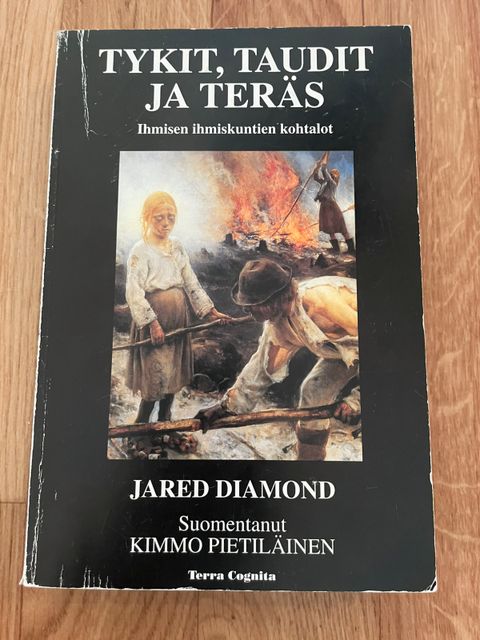 TYKIT, TAUDIT
JA TERÄS
Ihmisen ihmiskuntien kohtalot
JARED DIAMOND
Suomentanut
KIMMO PIETILÄINEN
Terra Cognita